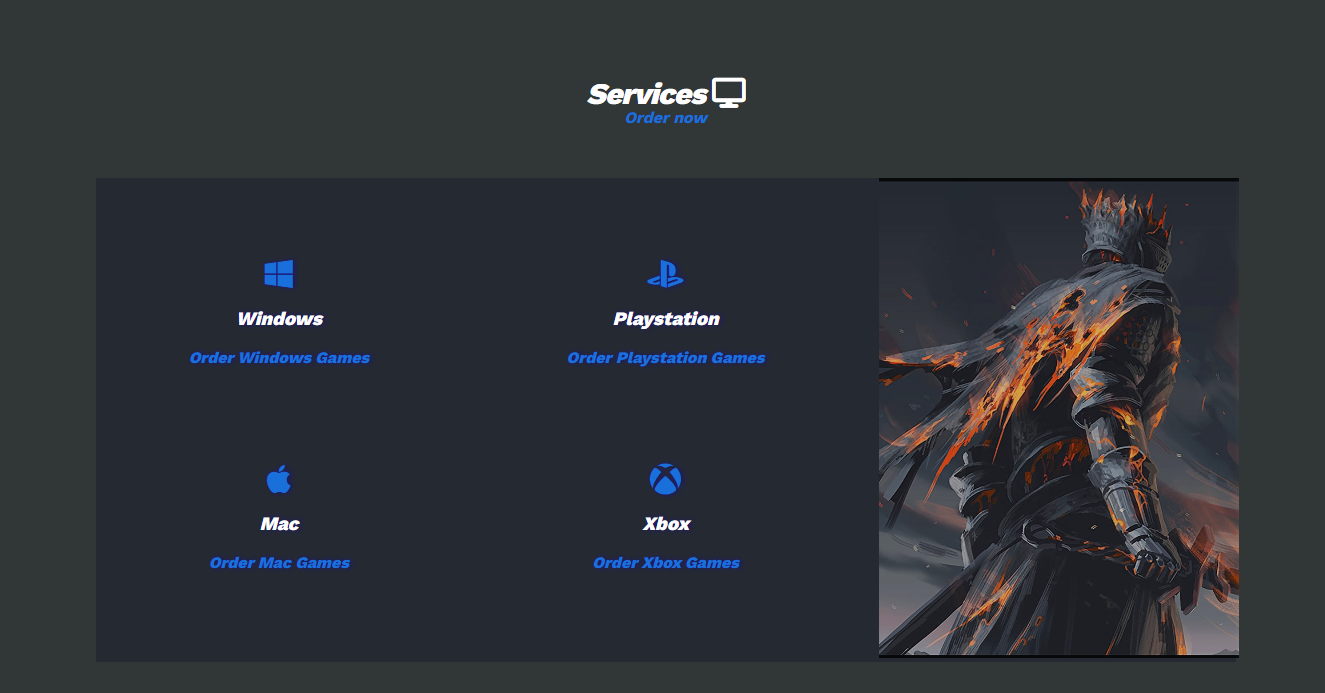 Services
Order now
Windows
Order Windows Games
Playstation
Order Playstation Games
Mac
Order Mac Games
Xbox
Order Xbox Games